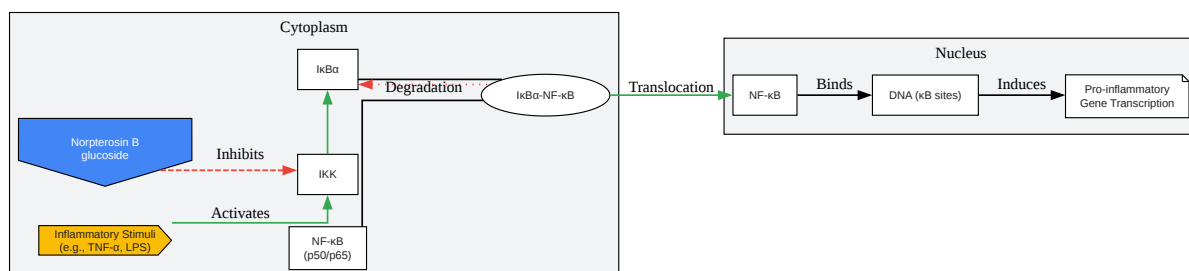 Cytoplasm
IκBα
Degradation
IκBα-NF-κB
Norpterosin B
glucoside
Inhibits
IKK
Activates
Inflammatory Stimuli
(e.g., TNF-α, LPS)
NF-κB
(p50/p65)
Translocation
Nucleus
NF-κB
Binds
DNA (κB sites)
Induces
Pro-inflammatory
Gene Transcription